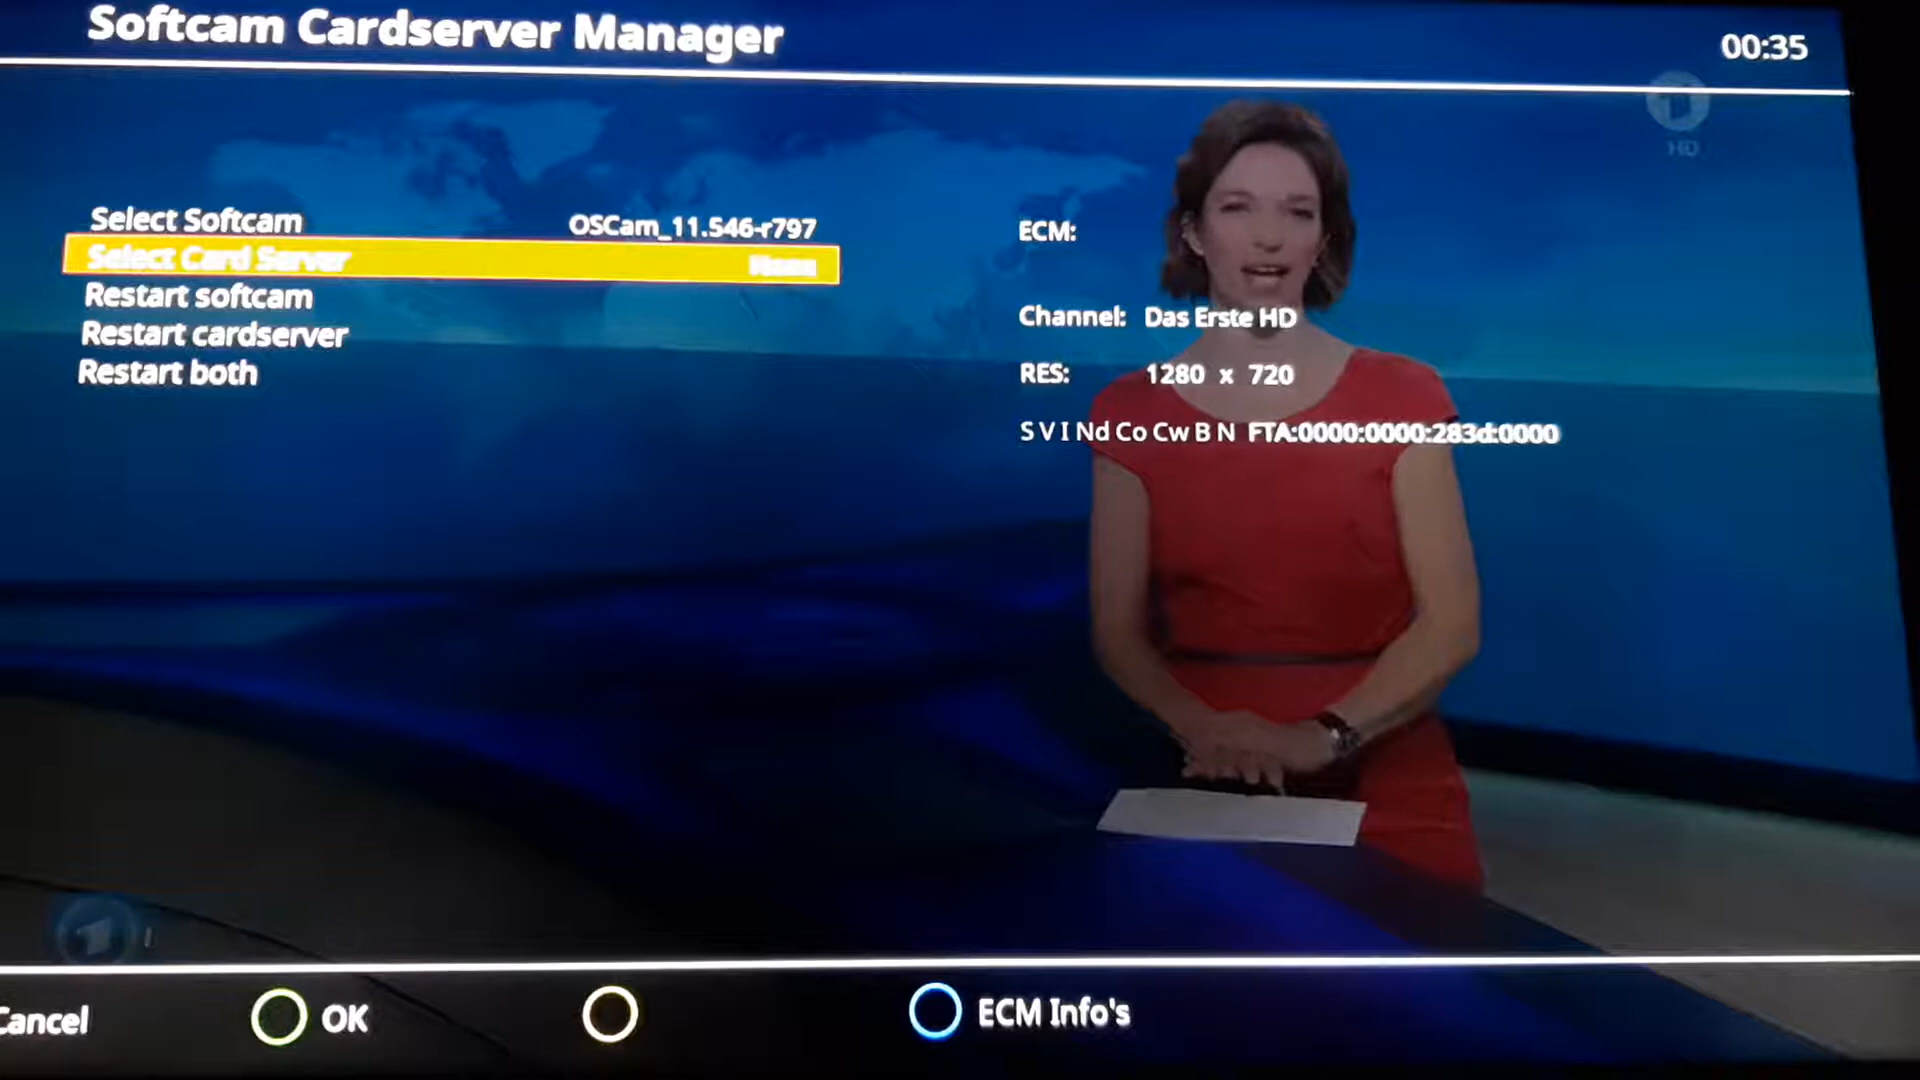 Softcam Cardserver Manager
00:35
HD
Select Softcam OSCam_11.546-r797
Select Card Server None
Restart softcam
Restart cardserver
Restart both
ECM:
Channel: Das Erste HD
RES: 1280 x 720
S V I Nd Co Cw B N FTA:0000:0000:283d:0000
Cancel
OK
ECM Info's